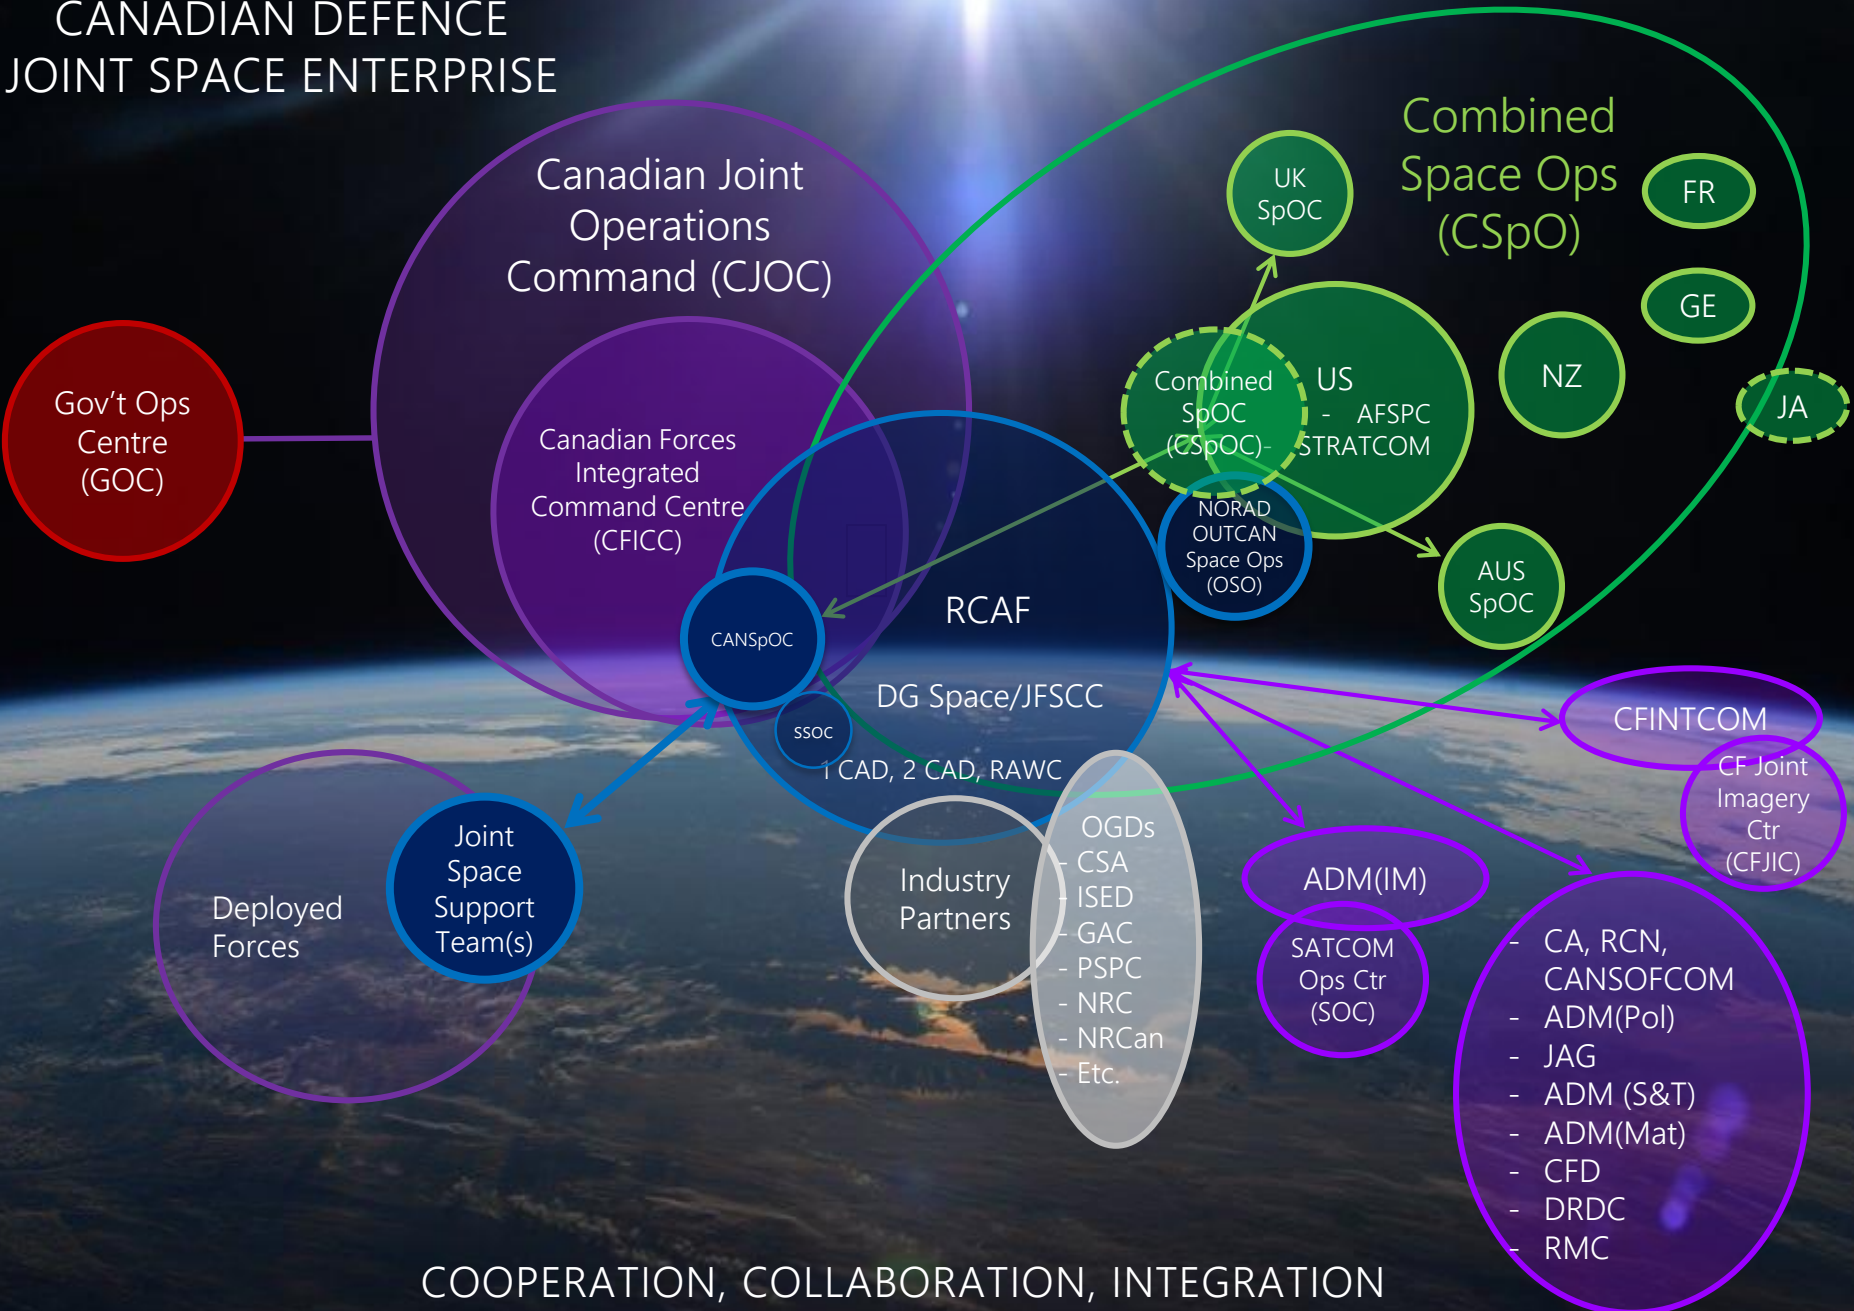 CANADIAN DEFENCE
JOINT SPACE ENTERPRISE
Canadian Joint
Operations
Command (CJOC)
Gov't Ops
Centre
(GOC)
Canadian Forces
Integrated
Command Centre
(CFICC)
Combined
Space Ops
(CSpO)
UK
SpOC
FR
GE
NZ
JA
Combined
SpOC
(CSpOC)-
US
- AFSPC
STRATCOM
NORAD
OUTCAN
Space Ops
(OSO)
AUS
SpOC
RCAF
DG Space/JFSCC
1 CAD, 2 CAD, RAWC
CANSpOC
SSOC
Deployed
Forces
Joint
Space
Support
Team(s)
Industry
Partners
OGDs
- CSA
- ISED
- GAC
- PSPC
- NRC
- NRCan
- Etc.
CFINTCOM
CF Joint
Imagery
Ctr
(CFJIC)
ADM(IM)
SATCOM
Ops Ctr
(SOC)
- CA, RCN,
CANSOFCOM
- ADM(Pol)
- JAG
- ADM (S&T)
- ADM(Mat)
- CFD
- DRDC
- RMC
COOPERATION, COLLABORATION, INTEGRATION